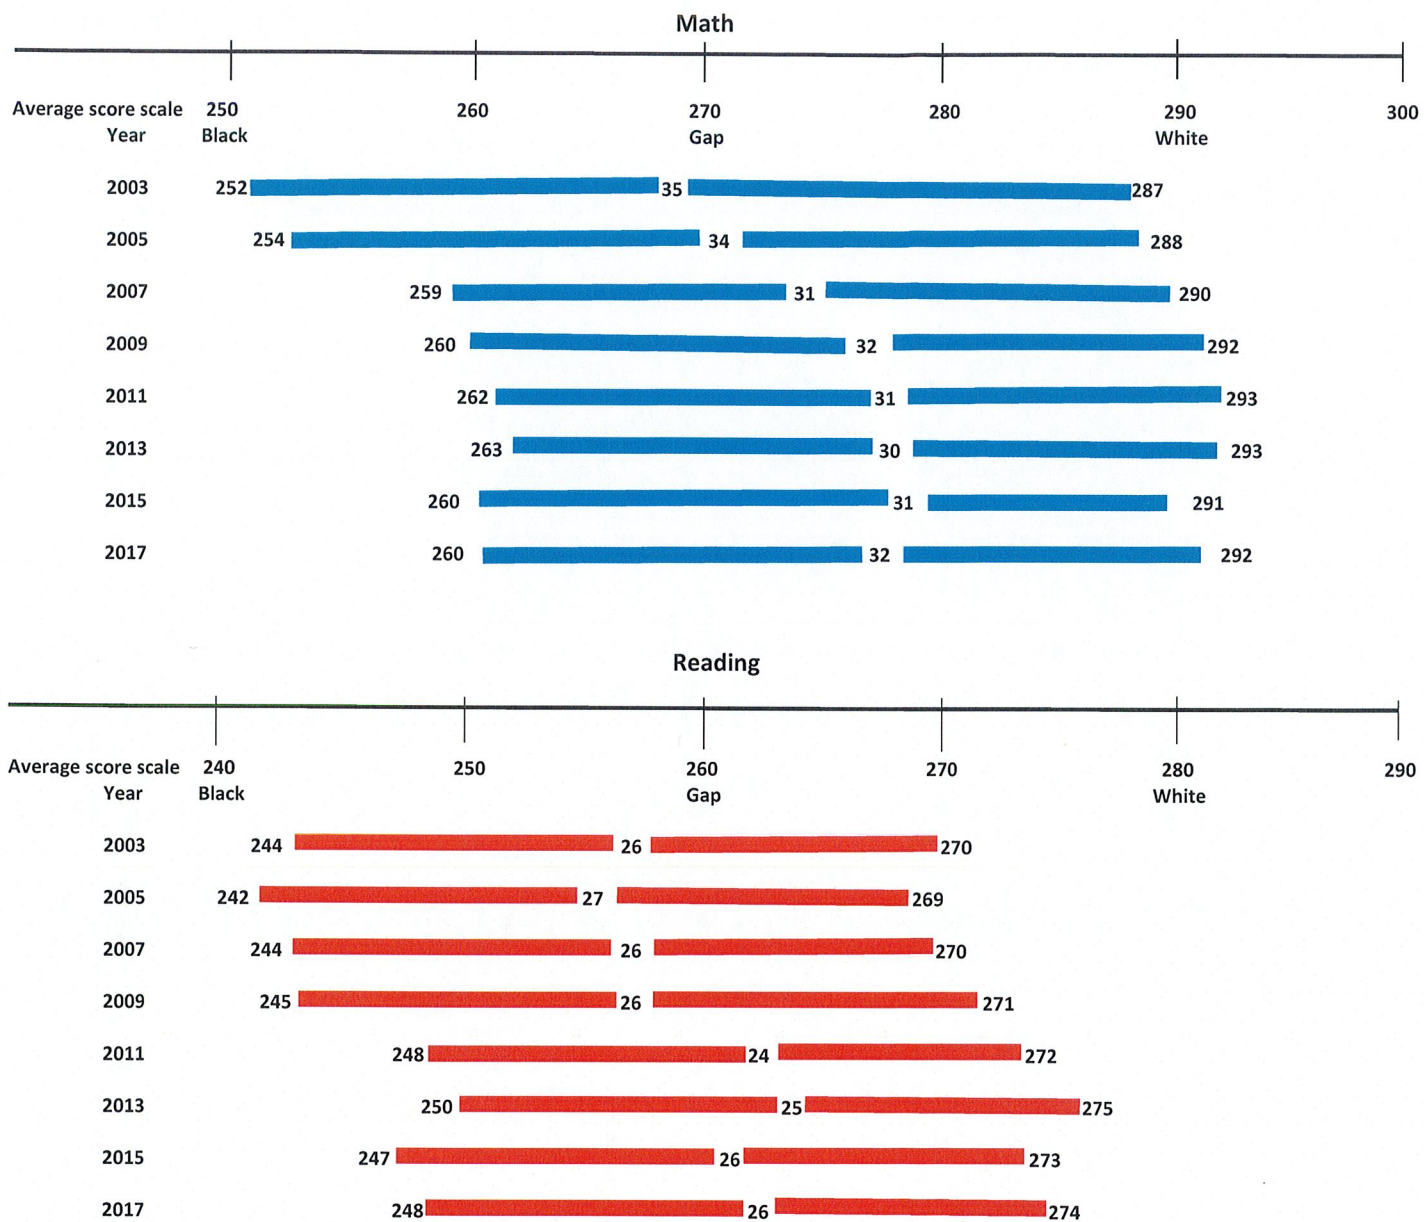 Math
Average score scale 250 260 270 280 290 300
Year Black Gap White
2003 252 35 287
2005 254 34 288
2007 259 31 290
2009 260 32 292
2011 262 31 293
2013 263 30 293
2015 260 31 291
2017 260 32 292
Reading
Average score scale 240 250 260 270 280 290
Year Black Gap White
2003 244 26 270
2005 242 27 269
2007 244 26 270
2009 245 26 271
2011 248 24 272
2013 250 25 275
2015 247 26 273
2017 248 26 274